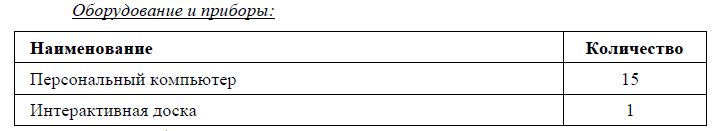 Оборудование и приборы:
Наименование Количество
Персональный компьютер 15
Интерактивная доска 1